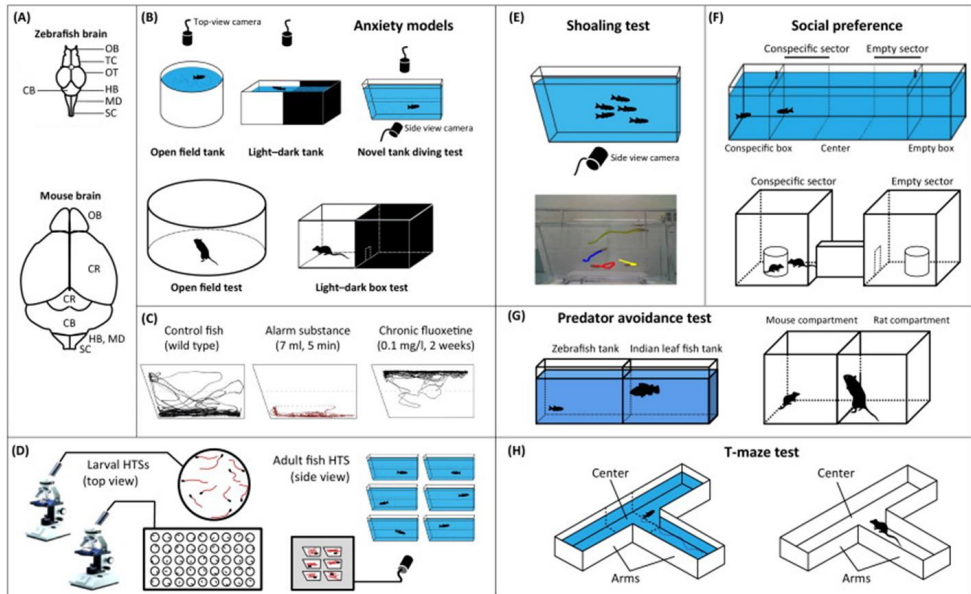 (A)
Zebrafish brain
OB
TC
OT
CB
HB
MD
SC
Mouse brain
OB
CR
CR
CB
HB, MD
SC
(B)
Top-view camera
Anxiety models
Side view camera
Open field tank
Light–dark tank
Novel tank diving test
Open field test
Light–dark box test
(C)
Control fish
(wild type)
Alarm substance
(7 ml, 5 min)
Chronic fluoxetine
(0.1 mg/l, 2 weeks)
(D)
Larval HTSs
(top view)
Adult fish HTS
(side view)
(E)
Shoaling test
Side view camera
(F)
Social preference
Conspecific sector
Empty sector
Conspecific box
Center
Empty box
Conspecific sector
Empty sector
(G)
Predator avoidance test
Zebrafish tank
Indian leaf fish tank
Mouse compartment
Rat compartment
(H)
T-maze test
Center
Arms
Center
Arms